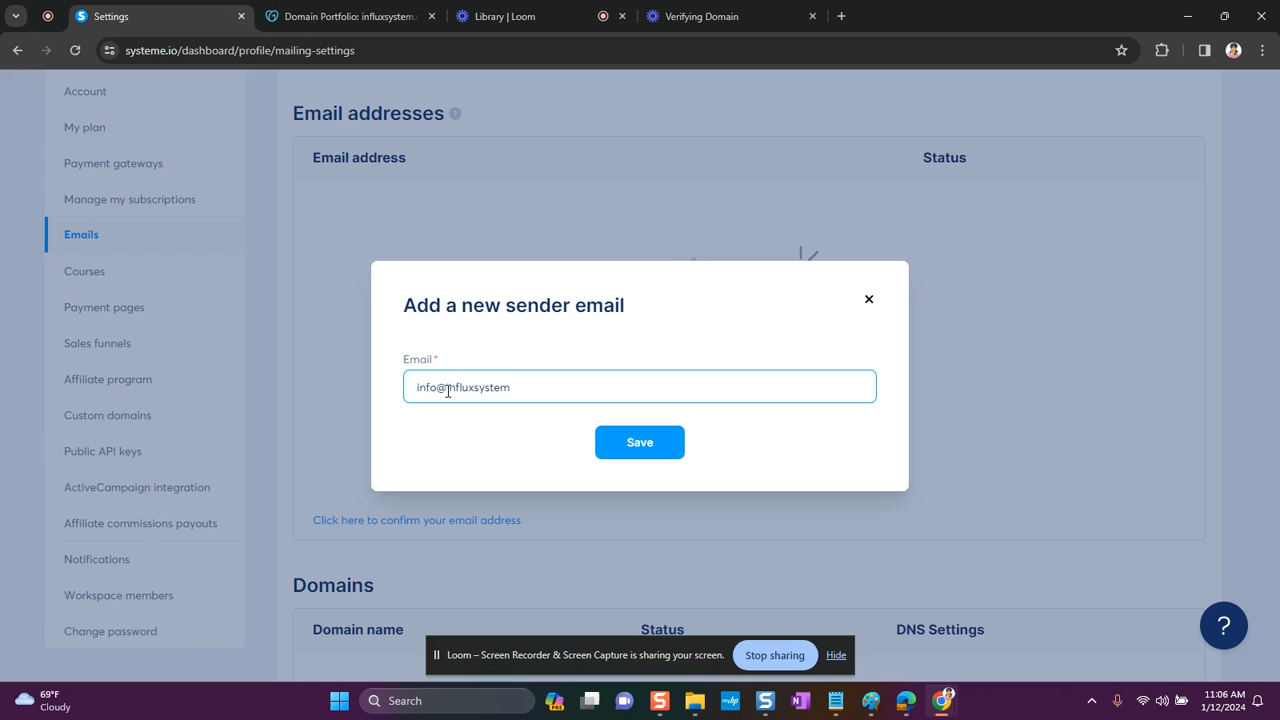 Settings
Domain Portfolio: influxsystem.
Library | Loom
Verifying Domain
systeme.io/dashboard/profile/mailing-settings
Account
My plan
Payment gateways
Manage my subscriptions
Emails
Courses
Payment pages
Sales funnels
Affiliate program
Custom domains
Public API keys
ActiveCampaign integration
Affiliate commissions payouts
Notifications
Workspace members
Change password
Email addresses ?
Email address
Status
Add a new sender email
Email *
info@influxsystem
Save
Click here to confirm your email address
Domains
Domain name
Status
DNS Settings
Loom – Screen Recorder & Screen Capture is sharing your screen.
Stop sharing
Hide
?
69°F
Cloudy
Search
11:06 AM
1/12/2024